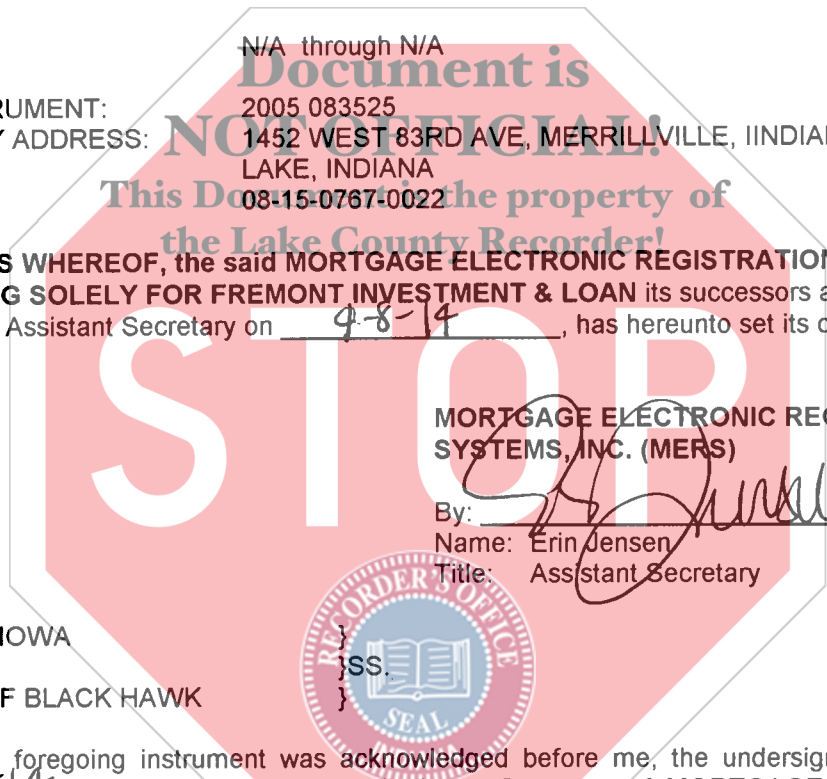 N/A through N/A
Document is
RUMENT: 2005 083525
Y ADDRESS: 1452 WEST 83RD AVE, MERRILLVILLE, IINDIAN
NOT OFFICIAL!
LAKE, INDIANA
This Document is the property of
08-15-0767-0022
the Lake County Recorder!
S WHEREOF, the said MORTGAGE ELECTRONIC REGISTRATION
G SOLELY FOR FREMONT INVESTMENT & LOAN its successors a
Assistant Secretary on 4-8-14, has hereunto set its c
STOP
MORTGAGE ELECTRONIC REG
SYSTEMS, INC. (MERS)
By:
Name: Erin Jensen
Title: Assistant Secretary
RECORDER'S OFFICE
SEAL
INDIANA
IOWA }
}SS.
F BLACK HAWK }
foregoing instrument was acknowledged before me, the undersign